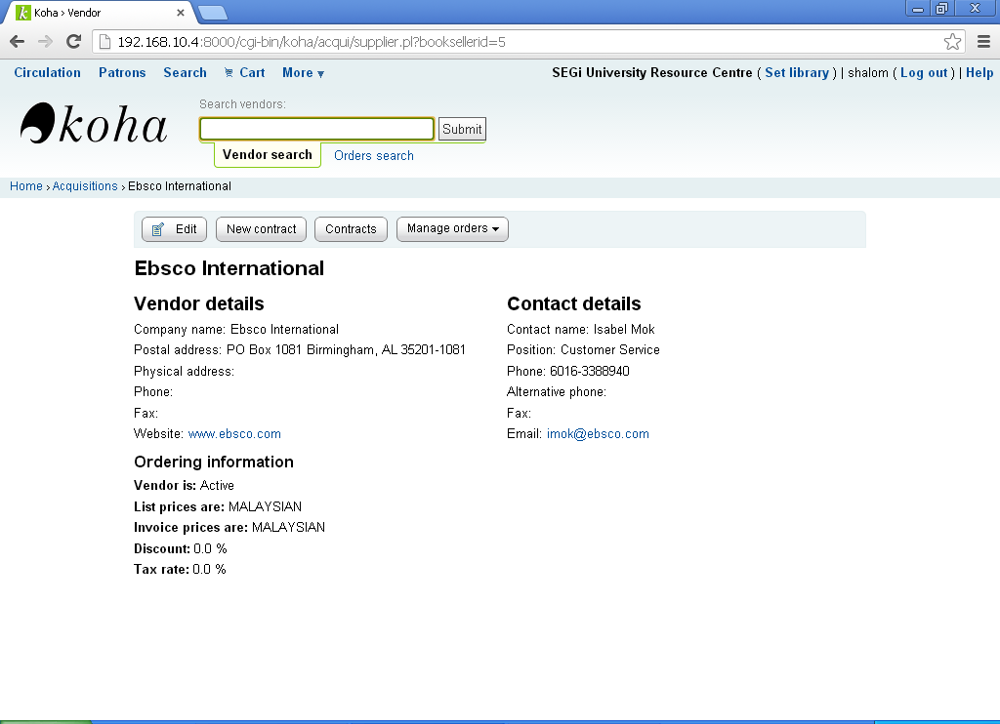 Koha › Vendor
192.168.10.4:8000/cgi-bin/koha/acqui/supplier.pl?booksellerid=5
Circulation Patrons Search Cart More ▼ SEGi University Resource Centre ( Set library ) | shalom ( Log out ) | Help
koha
Search vendors:
Submit
Vendor search Orders search
Home › Acquisitions › Ebsco International
Edit New contract Contracts Manage orders
Ebsco International
Vendor details
Company name: Ebsco International
Postal address: PO Box 1081 Birmingham, AL 35201-1081
Physical address:
Phone:
Fax:
Website: www.ebsco.com
Contact details
Contact name: Isabel Mok
Position: Customer Service
Phone: 6016-3388940
Alternative phone:
Fax:
Email: imok@ebsco.com
Ordering information
Vendor is: Active
List prices are: MALAYSIAN
Invoice prices are: MALAYSIAN
Discount: 0.0 %
Tax rate: 0.0 %